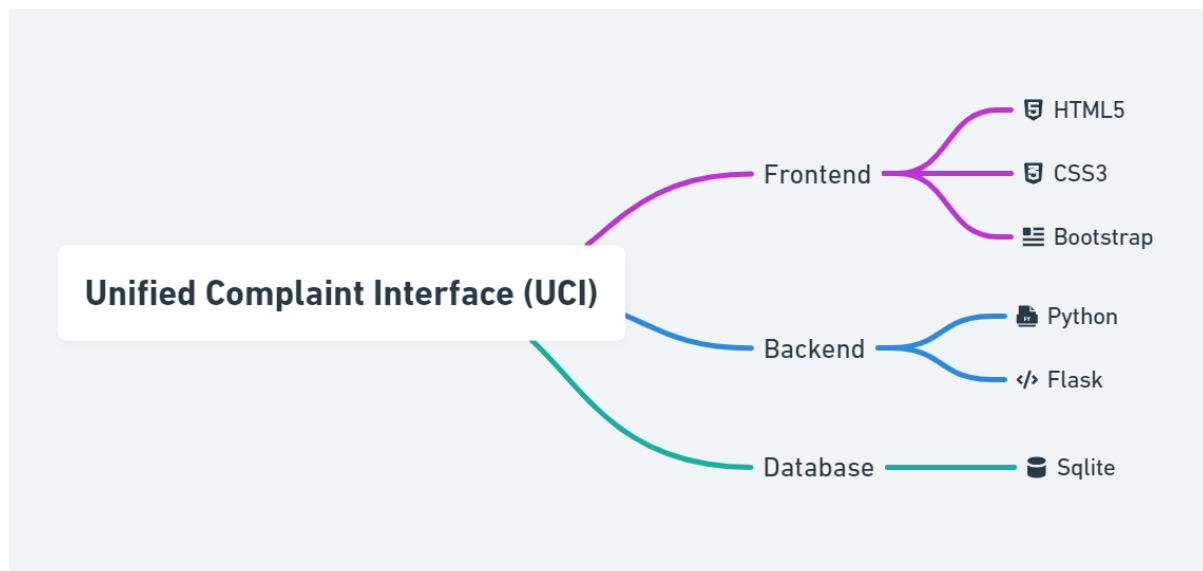 Unified Complaint Interface (UCI)
Frontend
HTML5
CSS3
Bootstrap
Backend
Python
Flask
Database
Sqlite